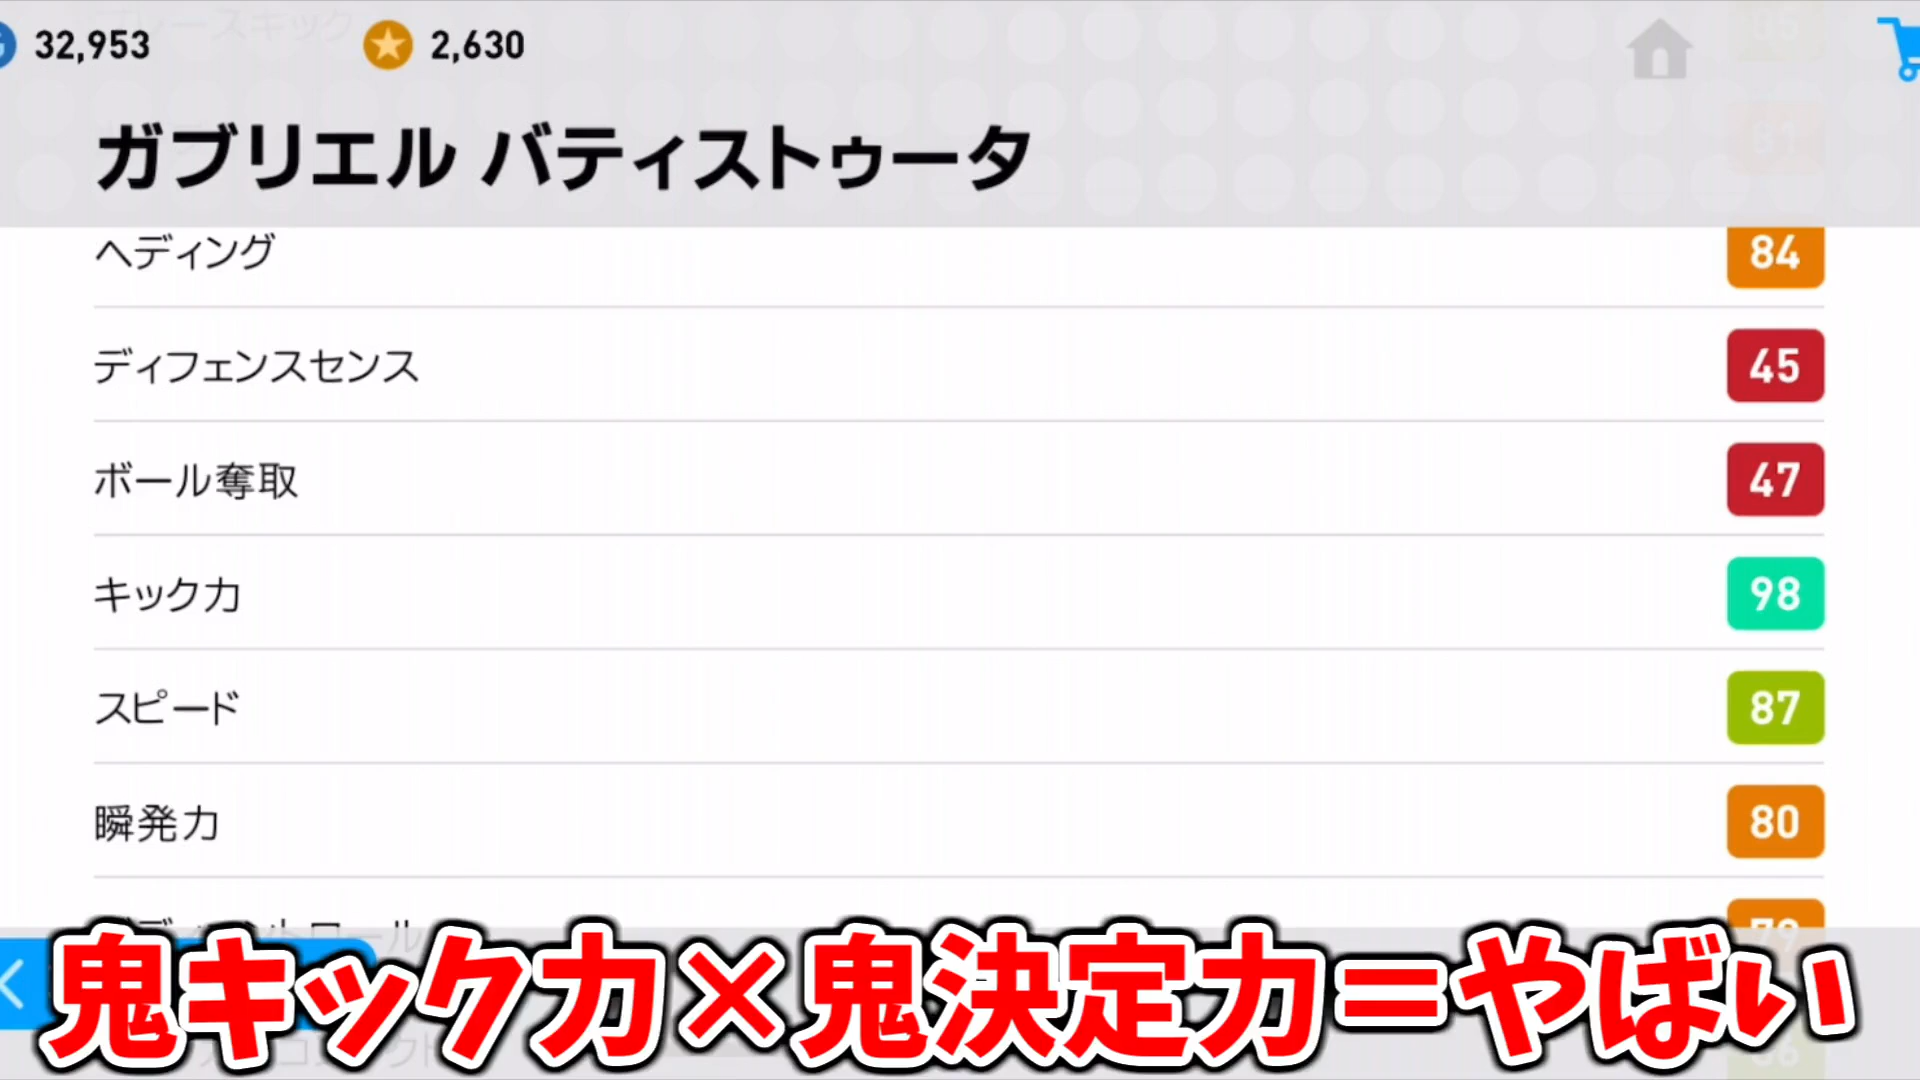 32,953 2,630
ガブリエル バティストゥータ
ヘディング 84
ディフェンスセンス 45
ボール奪取 47
キック力 98
スピード 87
瞬発力 80
鬼キック力×鬼決定力=やばい